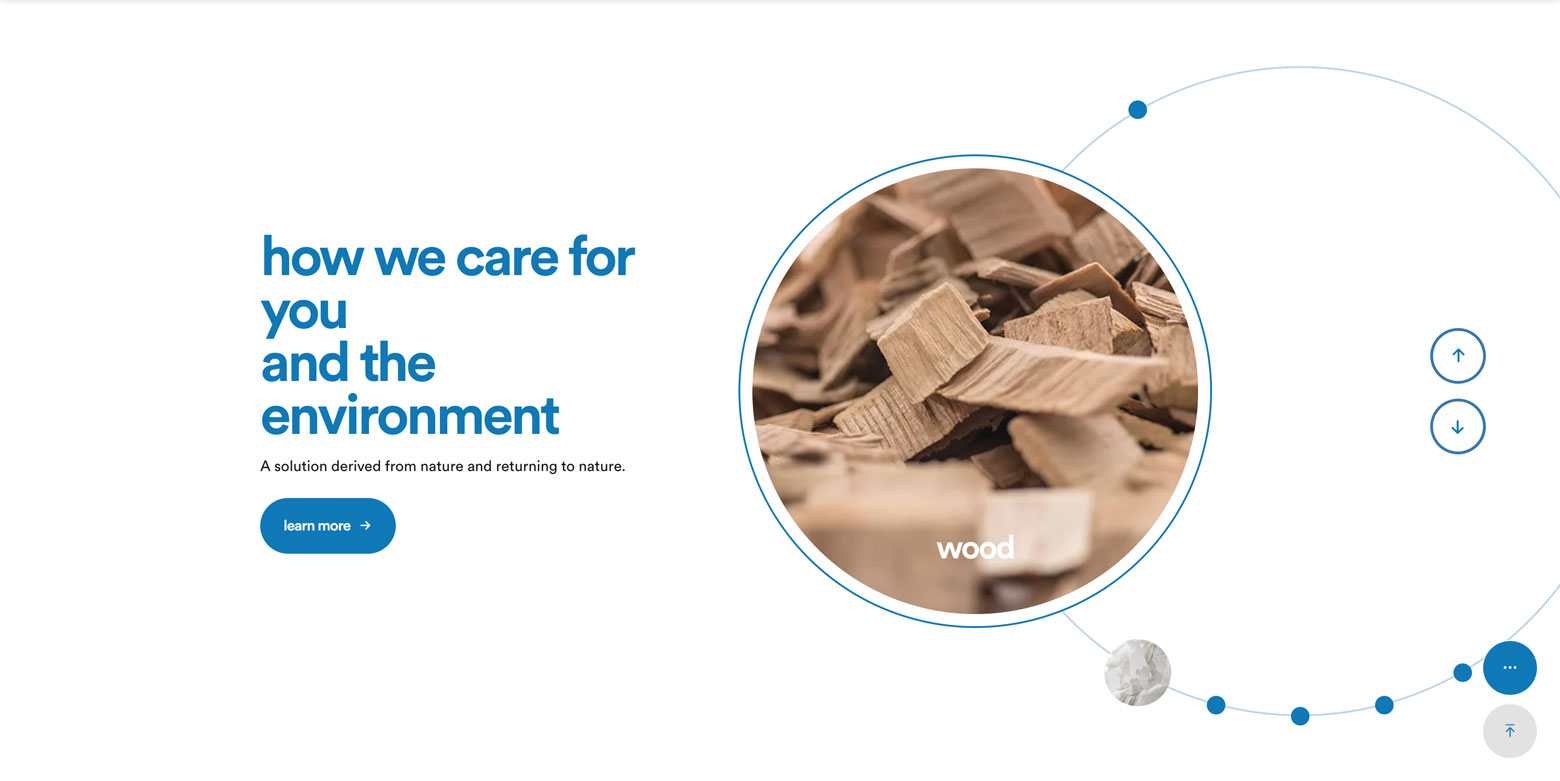 how we care for
you
and the
environment
A solution derived from nature and returning to nature.
learn more
wood